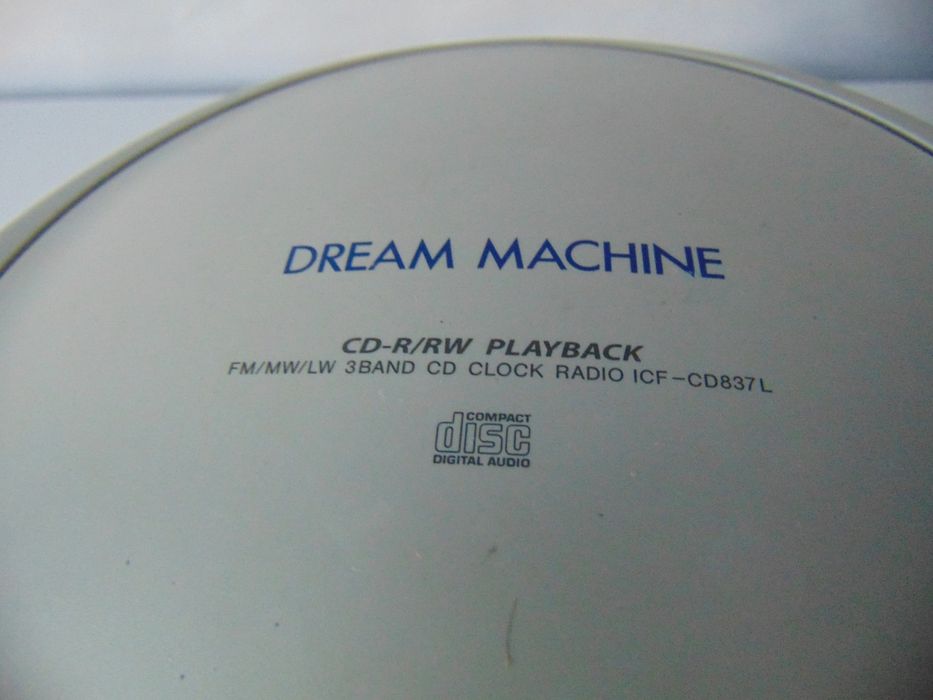 DREAM MACHINE
CD-R/RW PLAYBACK
FM/MW/LW 3BAND CD CLOCK RADIO ICF-CD837L
COMPACT
disc
DIGITAL AUDIO